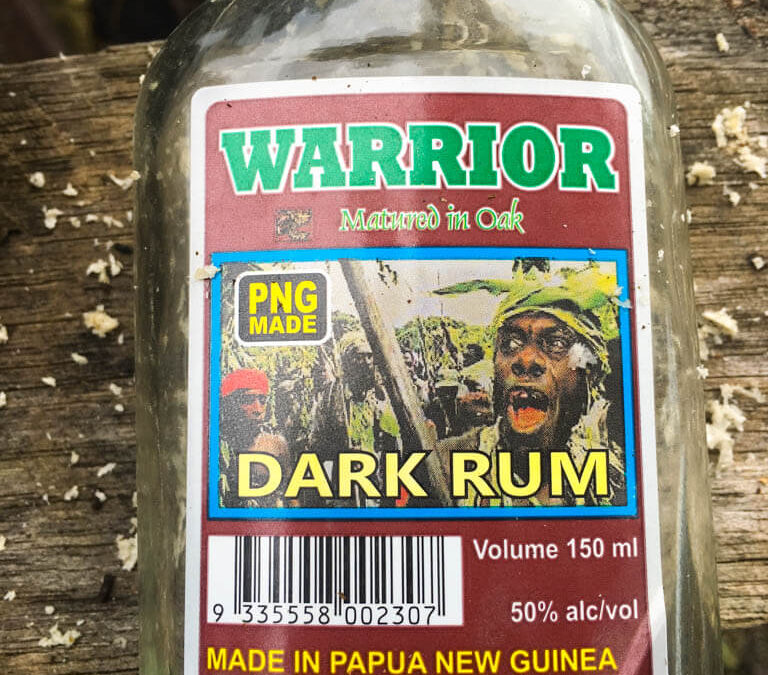 WARRIOR
Matured in Oak
PNG
MADE
DARK RUM
Volume 150 ml
9 335558 002307
50% alc/vol
MADE IN PAPUA NEW GUINEA